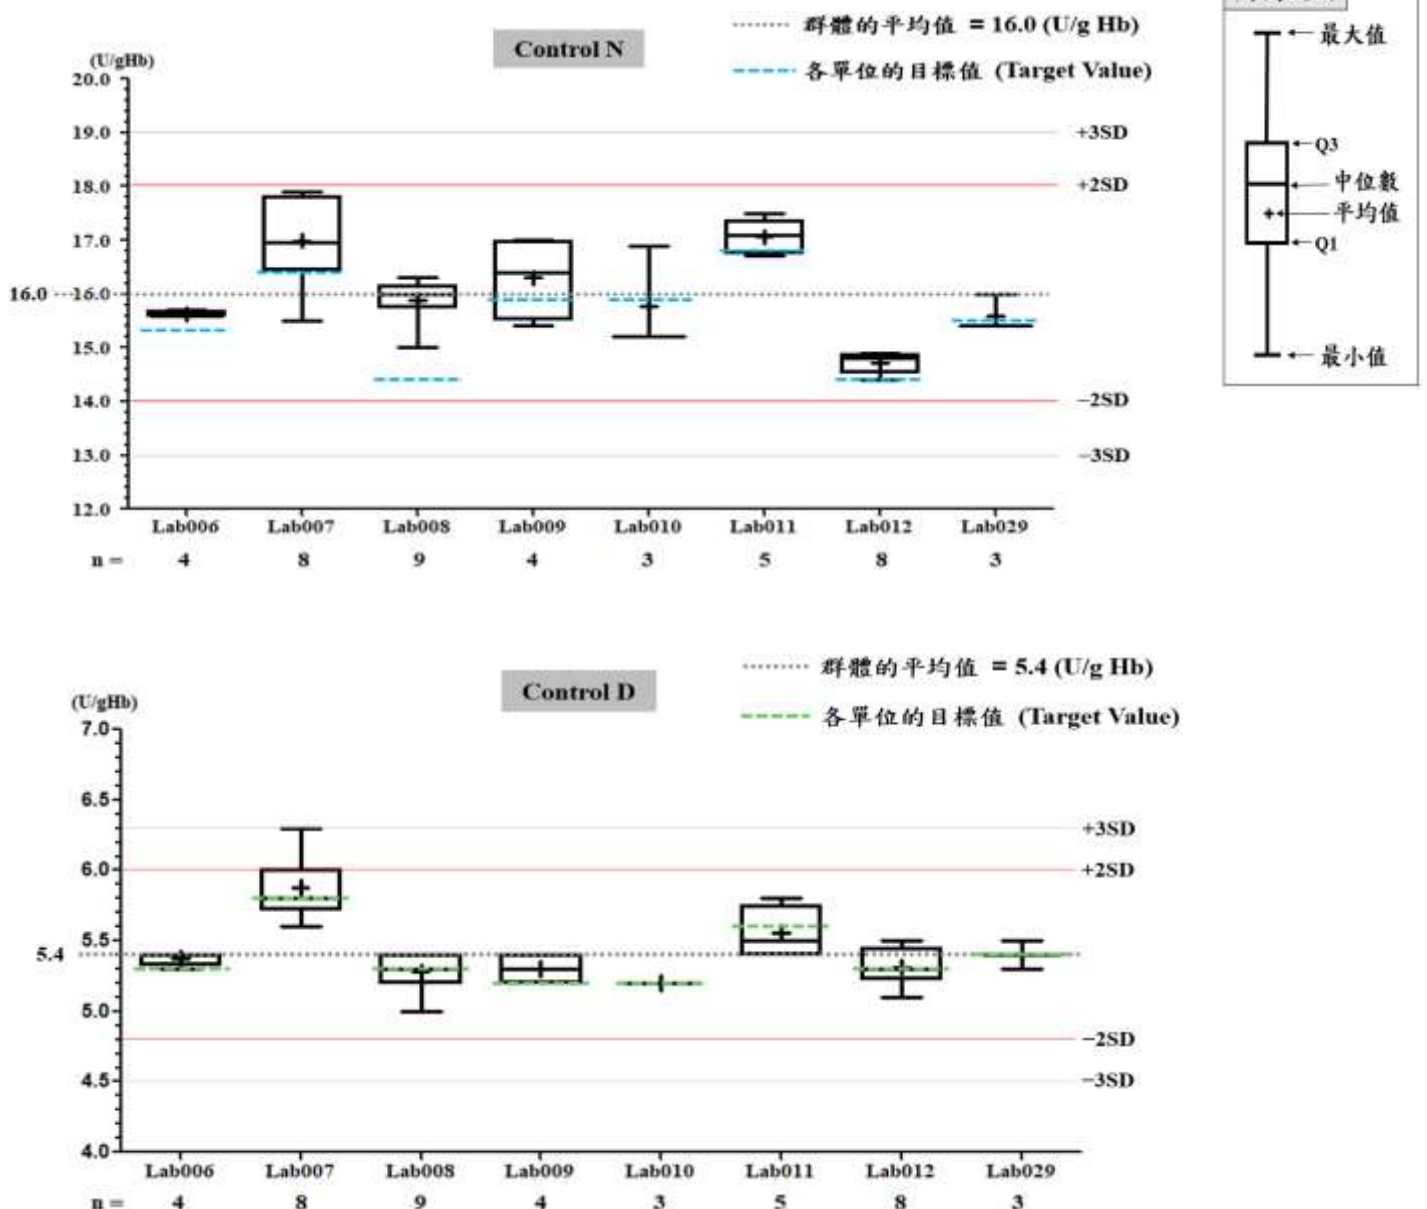 Control N
群體的平均值 = 16.0 (U/g Hb)
各單位的目標值 (Target Value)
(U/gHb)
20.0
19.0
18.0
17.0
16.0
16.0
15.0
14.0
13.0
12.0
+3SD
+2SD
−2SD
−3SD
Lab006 Lab007 Lab008 Lab009 Lab010 Lab011 Lab012 Lab029
n = 4 8 9 4 3 5 8 3
最大值
Q3
中位數
平均值
Q1
最小值
Control D
群體的平均值 = 5.4 (U/g Hb)
各單位的目標值 (Target Value)
(U/gHb)
7.0
6.5
6.0
5.5
5.4
5.0
4.5
4.0
+3SD
+2SD
−2SD
−3SD
Lab006 Lab007 Lab008 Lab009 Lab010 Lab011 Lab012 Lab029
n = 4 8 9 4 3 5 8 3